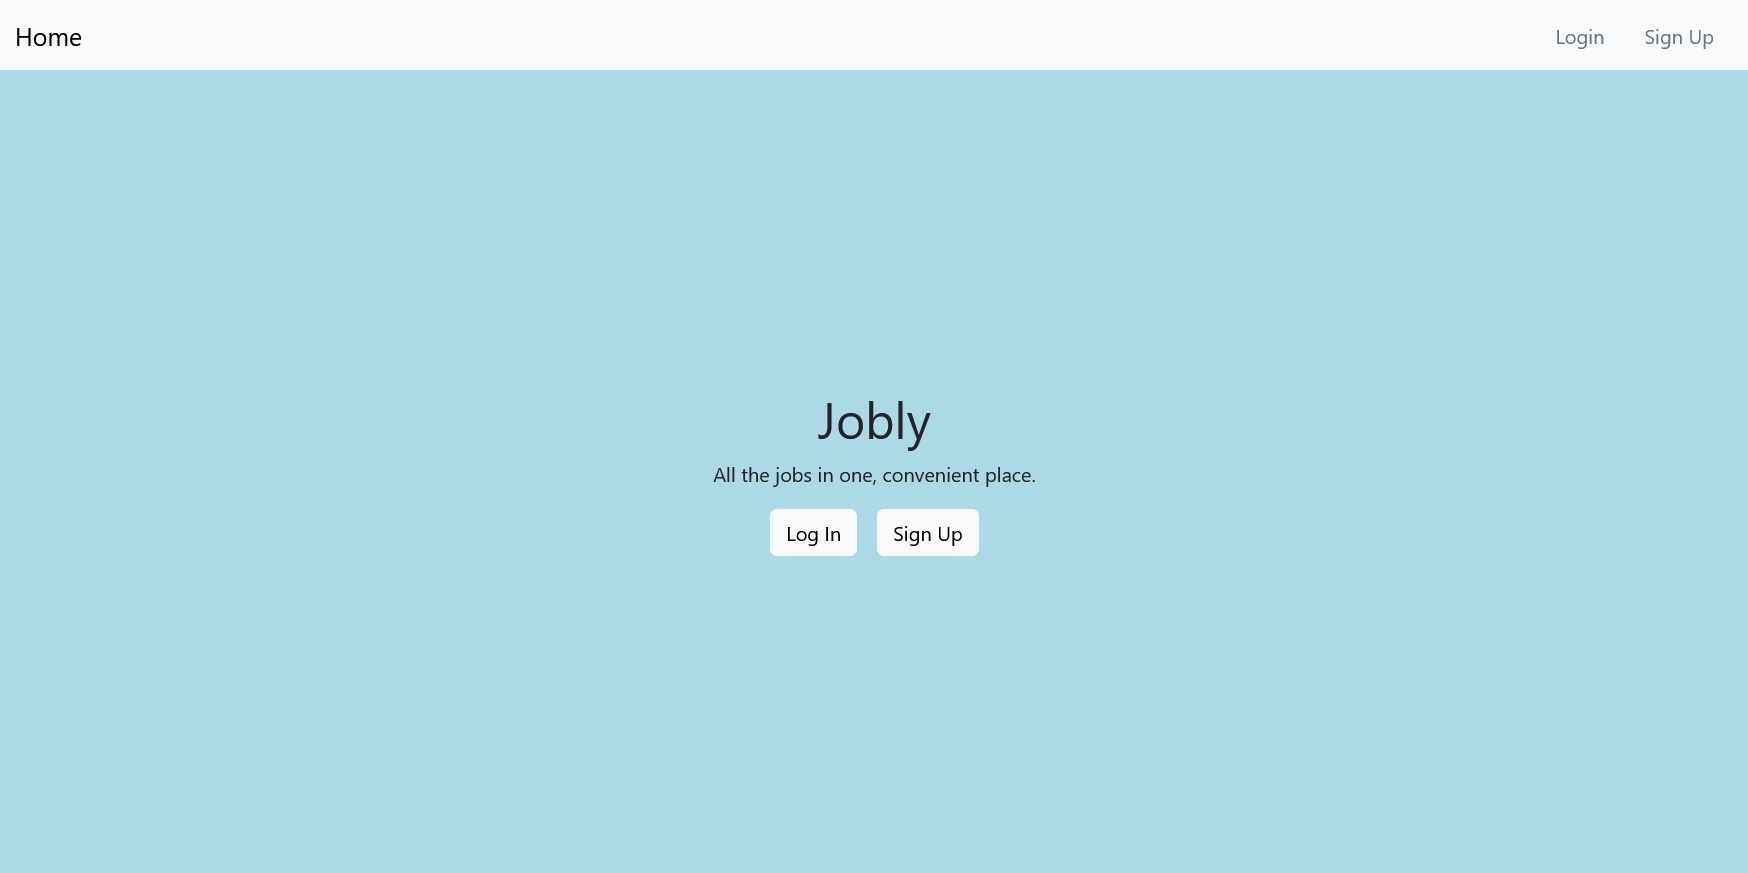 Home Login Sign Up
Jobly
All the jobs in one, convenient place.
Log In Sign Up